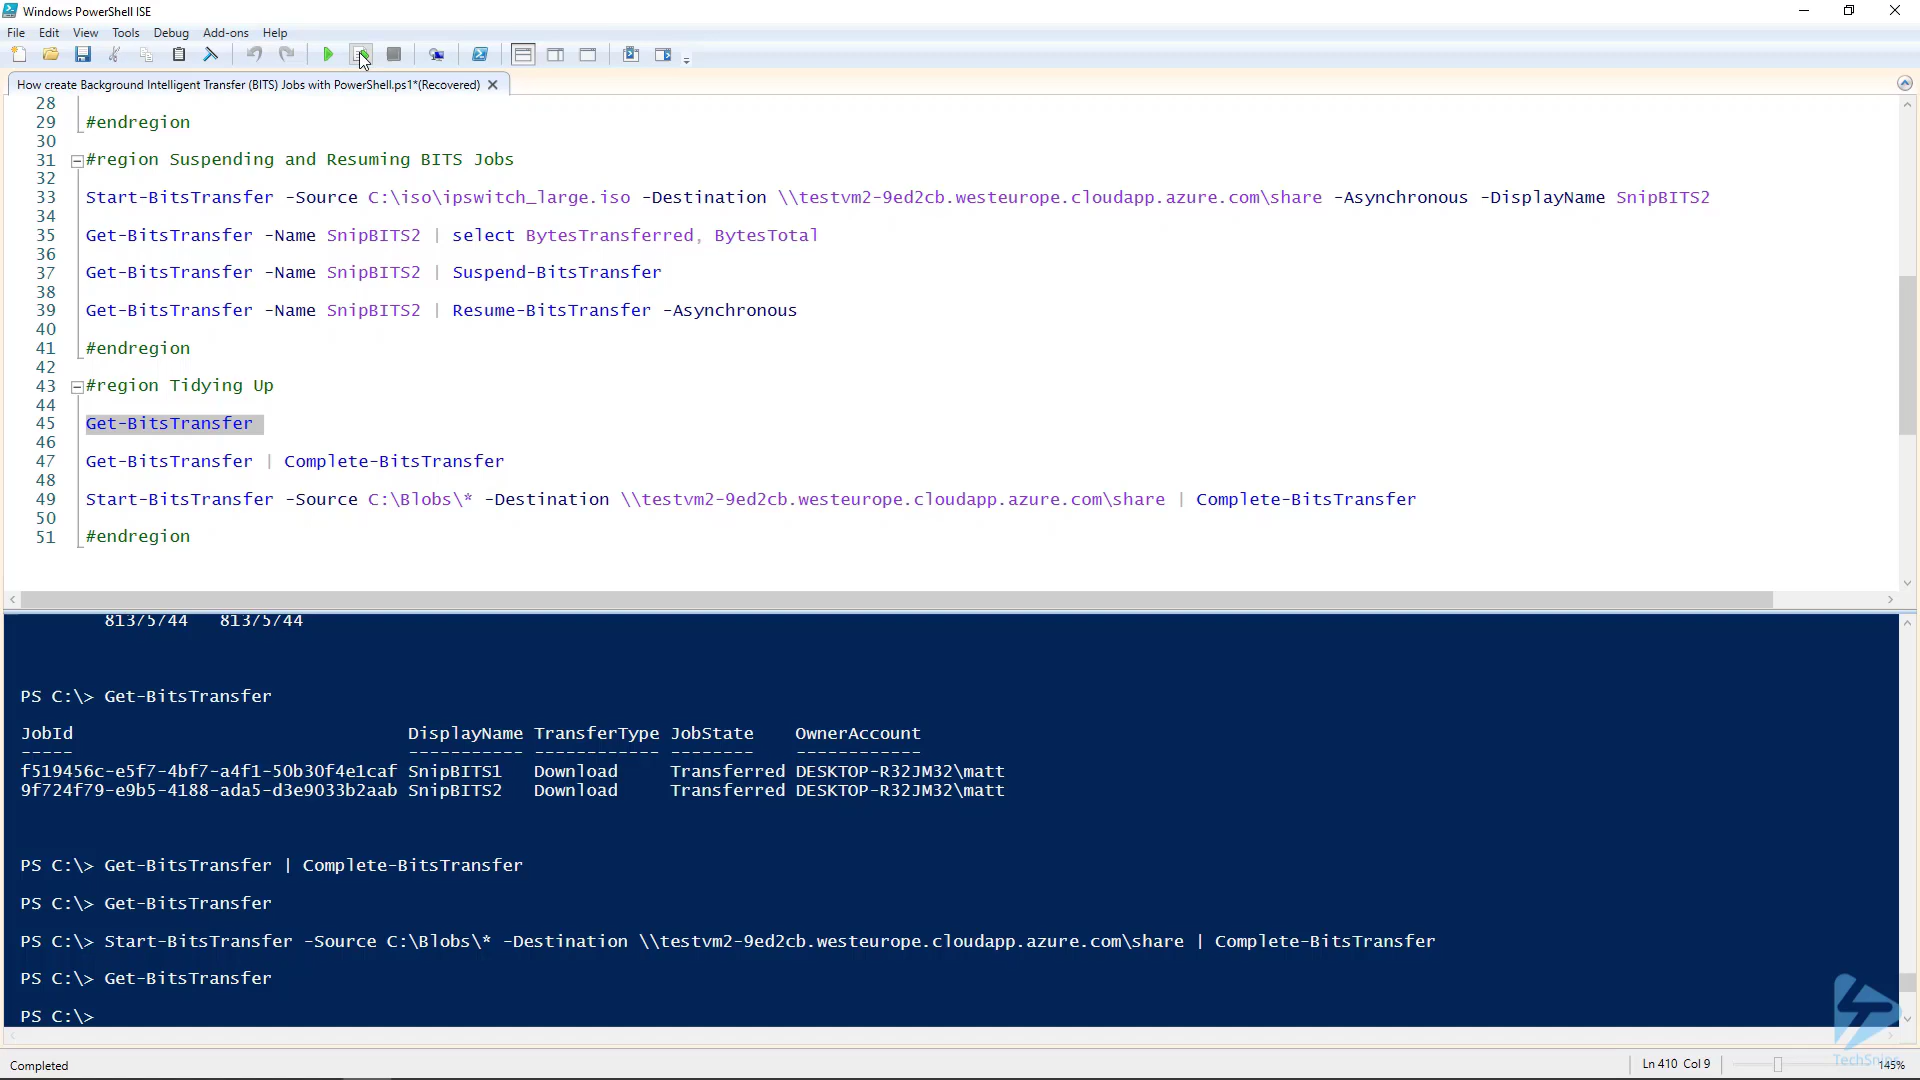 Windows PowerShell ISE
File Edit View Tools Debug Add-ons Help
How create Background Intelligent Transfer (BITS) Jobs with PowerShell.ps1*(Recovered)
28
29 #endregion
30
31 #region Suspending and Resuming BITS Jobs
32
33 Start-BitsTransfer -Source C:\iso\ipswitch_large.iso -Destination \\testvm2-9ed2cb.westeurope.cloudapp.azure.com\share -Asynchronous -DisplayName SnipBITS2
34
35 Get-BitsTransfer -Name SnipBITS2 | select BytesTransferred, BytesTotal
36
37 Get-BitsTransfer -Name SnipBITS2 | Suspend-BitsTransfer
38
39 Get-BitsTransfer -Name SnipBITS2 | Resume-BitsTransfer -Asynchronous
40
41 #endregion
42
43 #region Tidying Up
44
45 Get-BitsTransfer
46
47 Get-BitsTransfer | Complete-BitsTransfer
48
49 Start-BitsTransfer -Source C:\Blobs\* -Destination \\testvm2-9ed2cb.westeurope.cloudapp.azure.com\share | Complete-BitsTransfer
50
51 #endregion
81375744 81375744
PS C:\> Get-BitsTransfer
JobId DisplayName TransferType JobState OwnerAccount
----- ----------- ------------ -------- ------------
f519456c-e5f7-4bf7-a4f1-50b30f4e1caf SnipBITS1 Download Transferred DESKTOP-R32JM32\matt
9f724f79-e9b5-4188-ada5-d3e9033b2aab SnipBITS2 Download Transferred DESKTOP-R32JM32\matt
PS C:\> Get-BitsTransfer | Complete-BitsTransfer
PS C:\> Get-BitsTransfer
PS C:\> Start-BitsTransfer -Source C:\Blobs\* -Destination \\testvm2-9ed2cb.westeurope.cloudapp.azure.com\share | Complete-BitsTransfer
PS C:\> Get-BitsTransfer
PS C:\>
TechSnips
Completed Ln 410 Col 9 145%